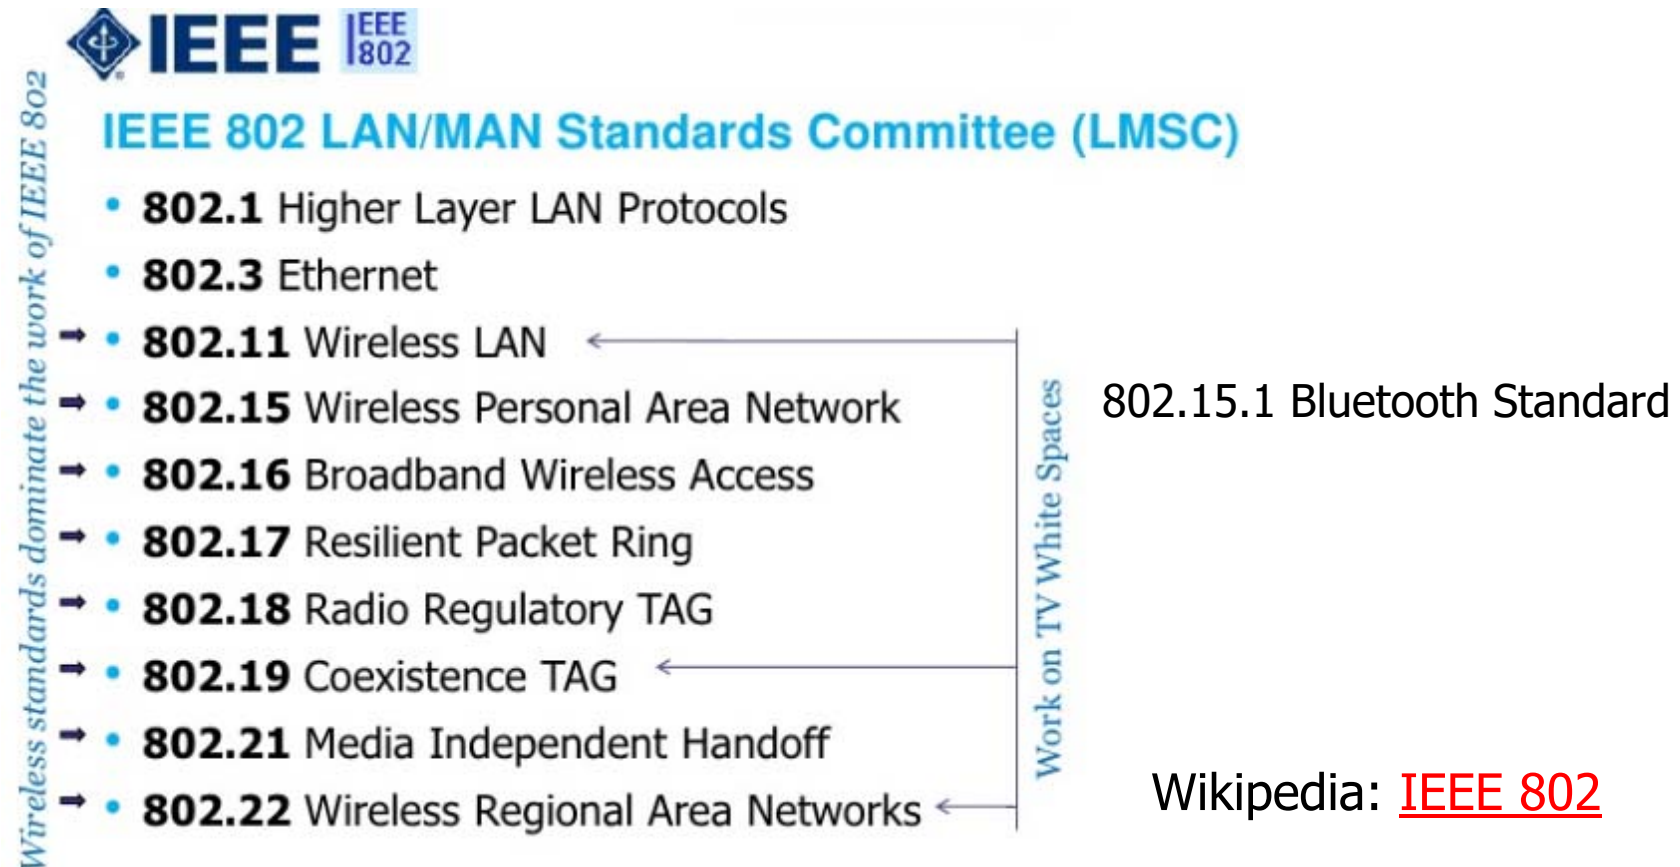 IEEE
IEEE
802
Wireless standards dominate the work of IEEE 802
IEEE 802 LAN/MAN Standards Committee (LMSC)
• 802.1 Higher Layer LAN Protocols
• 802.3 Ethernet
• 802.11 Wireless LAN
• 802.15 Wireless Personal Area Network
• 802.16 Broadband Wireless Access
• 802.17 Resilient Packet Ring
• 802.18 Radio Regulatory TAG
• 802.19 Coexistence TAG
• 802.21 Media Independent Handoff
• 802.22 Wireless Regional Area Networks
Work on TV White Spaces
802.15.1 Bluetooth Standard
Wikipedia: IEEE 802